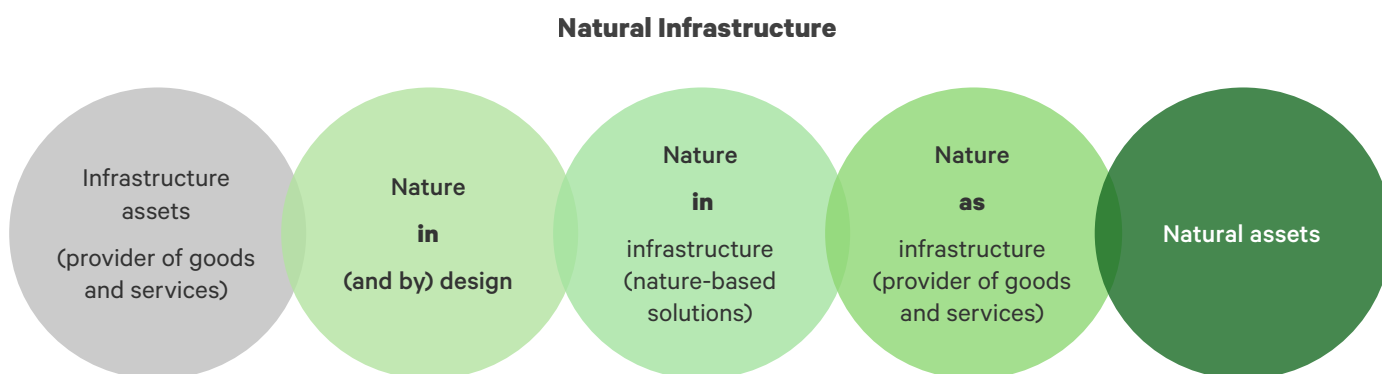 Natural Infrastructure
Infrastructure
assets
(provider of goods
and services)
Nature
in
(and by) design
Nature
in
infrastructure
(nature-based
solutions)
Nature
as
infrastructure
(provider of goods
and services)
Natural assets